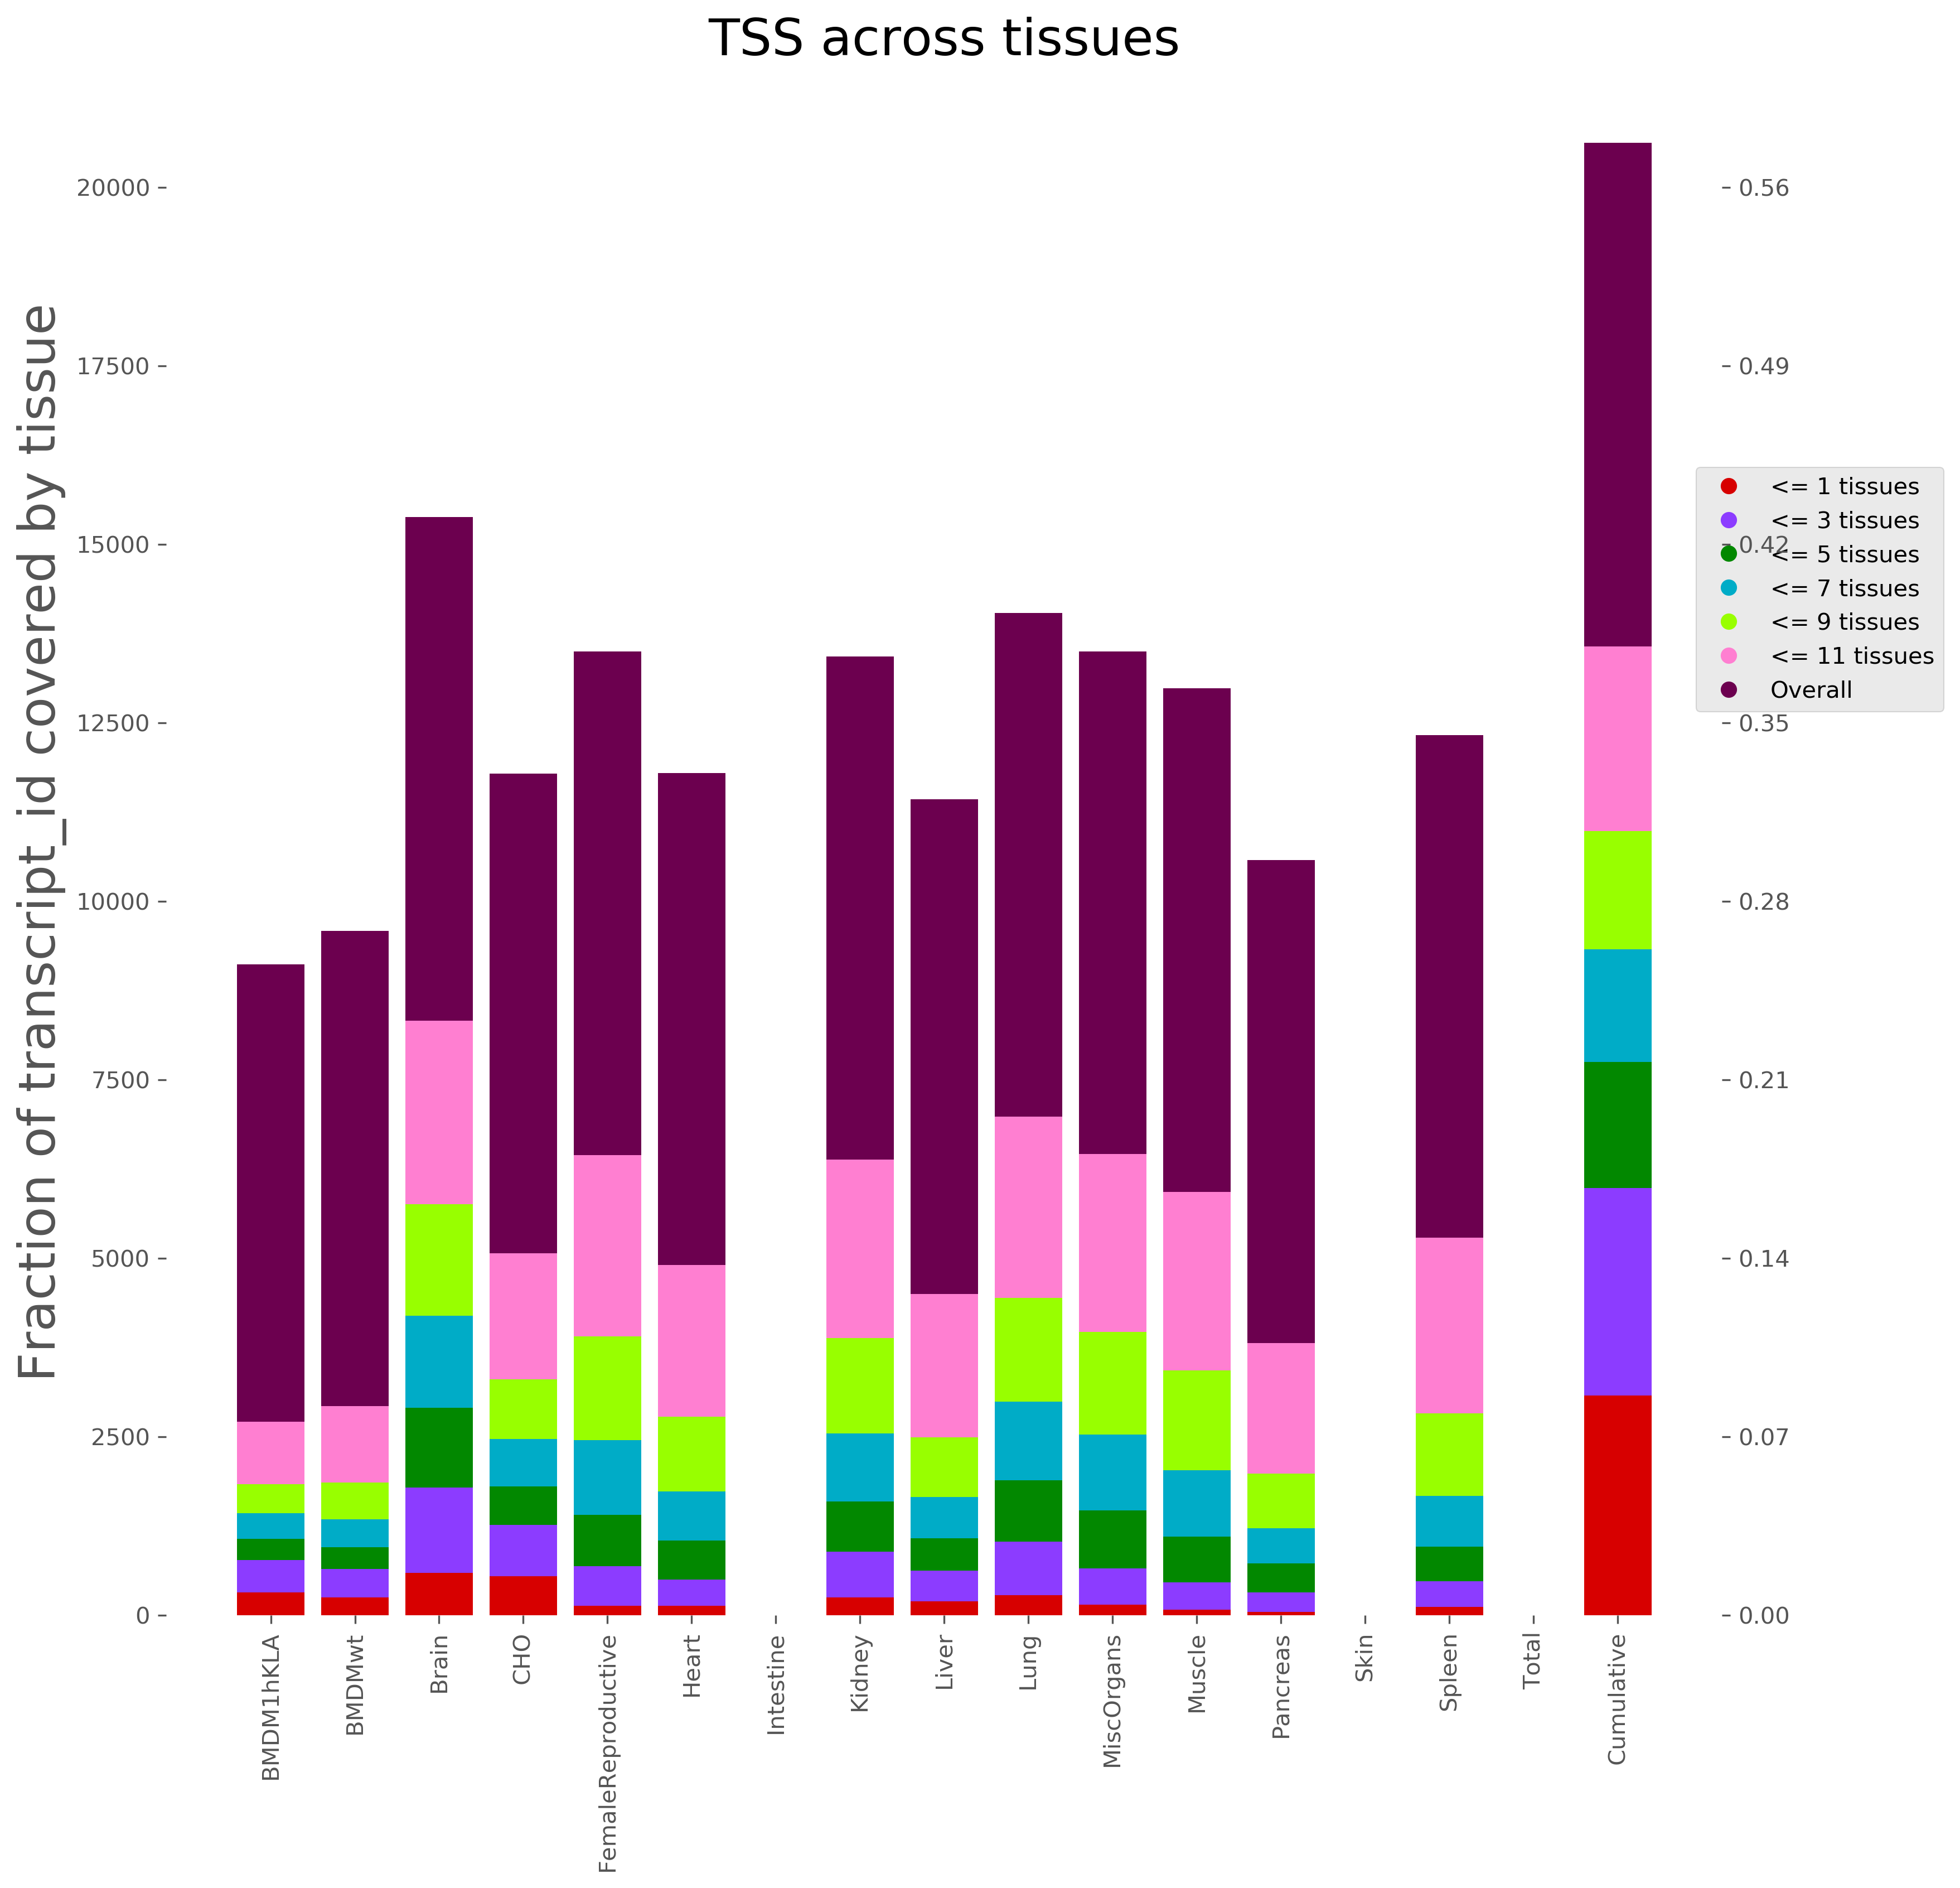 TSS across tissues
Fraction of transcript_id covered by tissue
20000
17500
15000
12500
10000
7500
5000
2500
0
0.56
0.49
0.42
0.35
0.28
0.21
0.14
0.07
0.00
<= 1 tissues
<= 3 tissues
<= 5 tissues
<= 7 tissues
<= 9 tissues
<= 11 tissues
Overall
BMDM1hKLA
BMDMwt
Brain
CHO
FemaleReproductive
Heart
Intestine
Kidney
Liver
Lung
MiscOrgans
Muscle
Pancreas
Skin
Spleen
Total
Cumulative